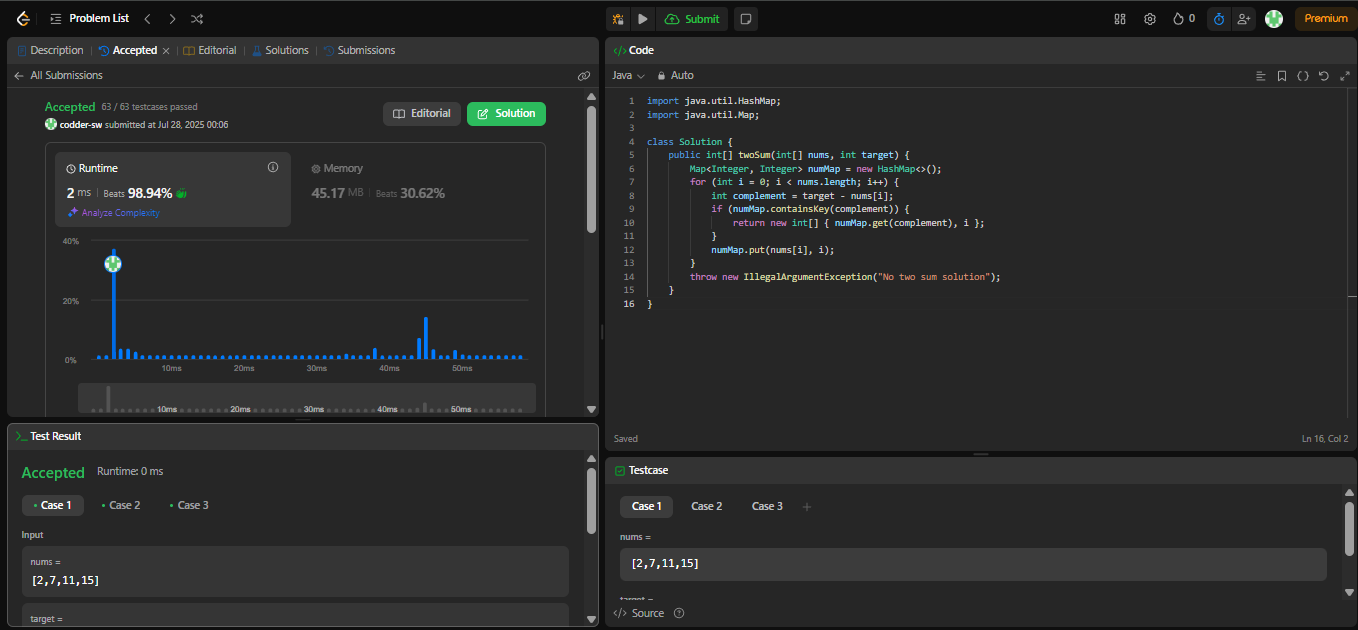 Problem List
Submit
0
Premium
Description
Accepted
Editorial
Solutions
Submissions
All Submissions
Accepted 63 / 63 testcases passed
codder-sw submitted at Jul 28, 2025 00:06
Editorial
Solution
Runtime
2 ms Beats 98.94%
Analyze Complexity
Memory
45.17 MB Beats 30.62%
40%
20%
0%
10ms 20ms 30ms 40ms 50ms
10ms 20ms 30ms 40ms 50ms
Test Result
Accepted Runtime: 0 ms
Case 1 Case 2 Case 3
Input
nums =
[2,7,11,15]
target =
</> Code
Java Auto
1 import java.util.HashMap;
2 import java.util.Map;
3
4 class Solution {
5 public int[] twoSum(int[] nums, int target) {
6 Map<Integer, Integer> numMap = new HashMap<>();
7 for (int i = 0; i < nums.length; i++) {
8 int complement = target - nums[i];
9 if (numMap.containsKey(complement)) {
10 return new int[] { numMap.get(complement), i };
11 }
12 numMap.put(nums[i], i);
13 }
14 throw new IllegalArgumentException("No two sum solution");
15 }
16 }
Saved
Ln 16, Col 2
Testcase
Case 1 Case 2 Case 3 +
nums =
[2,7,11,15]
target =
</> Source